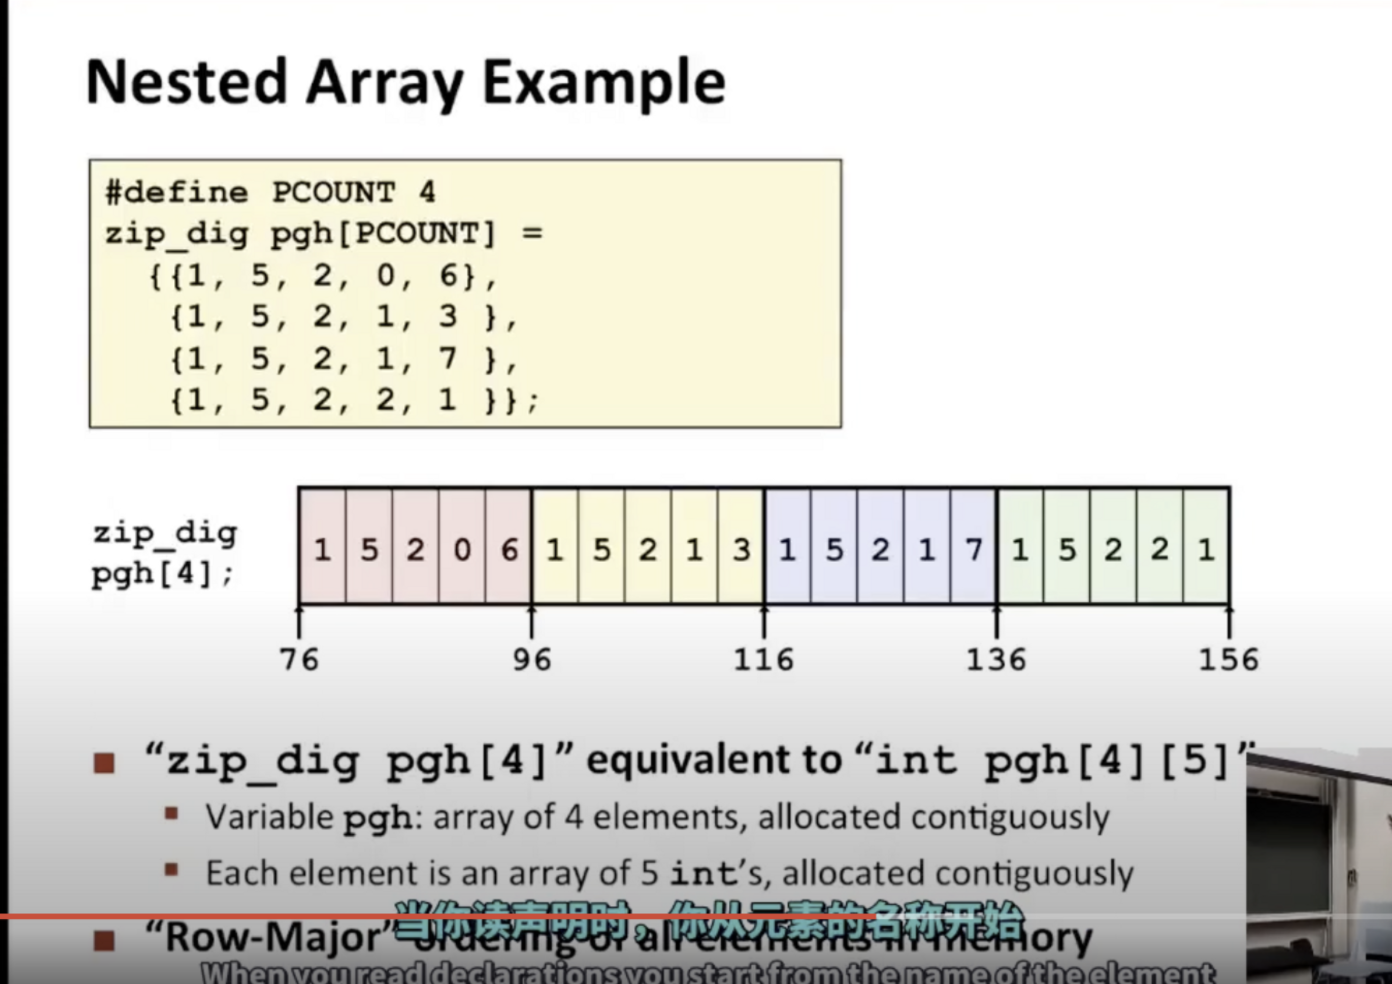 Nested Array Example
#define PCOUNT 4
zip_dig pgh[PCOUNT] =
{{1, 5, 2, 0, 6},
{1, 5, 2, 1, 3 },
{1, 5, 2, 1, 7 },
{1, 5, 2, 2, 1 }};
zip_dig
pgh[4];
1 5 2 0 6 1 5 2 1 3 1 5 2 1 7 1 5 2 2 1
76 96 116 136 156
■ “zip_dig pgh[4]” equivalent to “int pgh[4][5]”
■ Variable pgh: array of 4 elements, allocated contiguously
■ Each element is an array of 5 int's, allocated contiguously
■ “Row-Major” ordering of all elements in memory
当你读声明时，你从元素的名称开始
When you read declarations you start from the name of the element